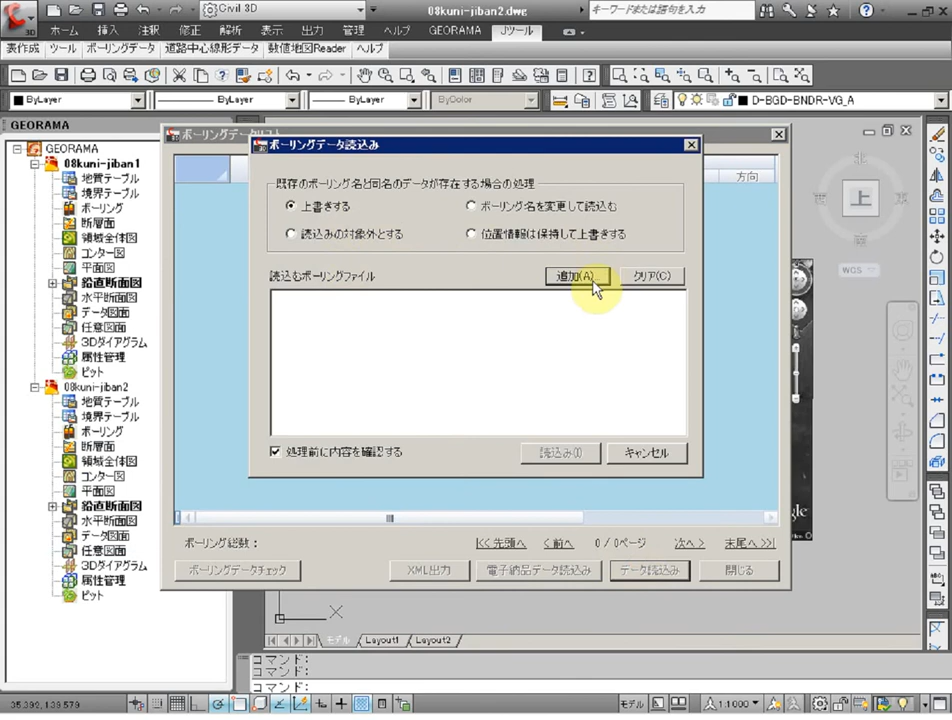 Civil 3D
08kuni-jiban2.dwg
キーワードまたは語句を入力
ホーム 挿入 注釈 修正 解析 表示 出力 管理 ヘルプ GEORAMA Jツール
表作成 ツール ボーリングデータ 道路中心線形データ 数値地図Reader ヘルプ
ByLayer ByLayer ByLayer ByColor D-BGD-BNDR-VG_A
GEORAMA
GEORAMA
08kuni-jiban1
地質テーブル
境界テーブル
ボーリング
断層面
領域全体図
コンター図
平面図
鉛直断面図
水平断面図
データ図
任意図面
3Dダイアグラム
属性管理
ピット
08kuni-jiban2
地質テーブル
境界テーブル
ボーリング
断層面
領域全体図
コンター図
平面図
鉛直断面図
水平断面図
データ図
任意図面
3Dダイアグラム
属性管理
ピット
ボーリングデータリスト
方向
ボーリングデータ読込み
既存のボーリング名と同名のデータが存在する場合の処理
上書きする ボーリング名を変更して読込む
読込みの対象外とする 位置情報は保持して上書きする
読込むボーリングファイル 追加(A) クリア(C)
処理前に内容を確認する 読込み(I) キャンセル
ボーリング総数: |<<先頭へ <前へ 0/0ページ 次へ> 末尾へ>>|
ボーリングデータチェック XML出力 電子納品データ読込み データ読込み 閉じる
北
上
南
WCS
gle
X
モデル Layout1 Layout2
コマンド:
コマンド:
コマンド:
35.392, 139.579
モデル 1:1000